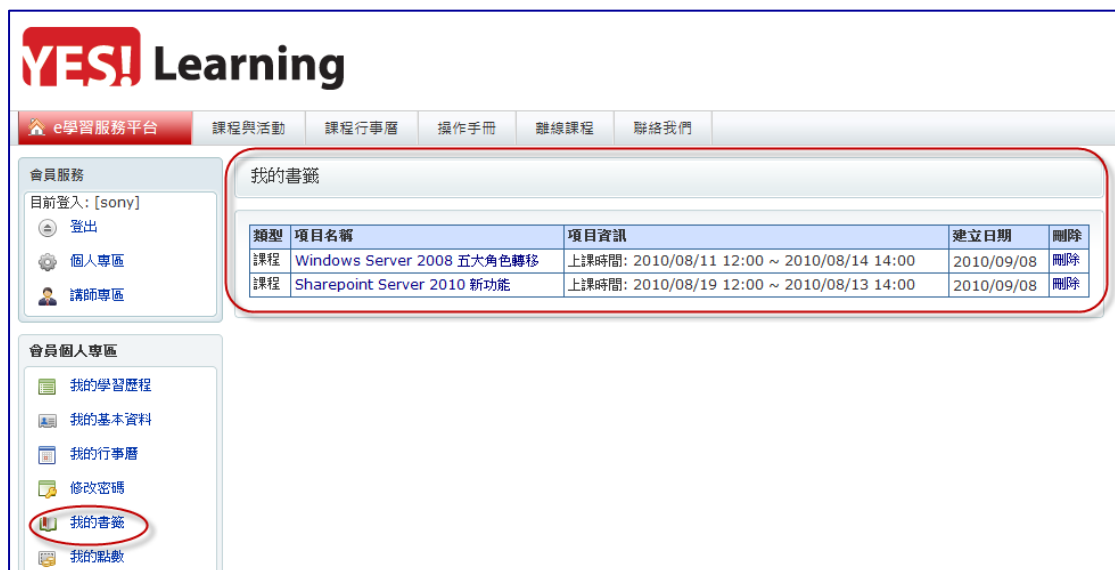 YES! Learning
e學習服務平台 課程與活動 課程行事曆 操作手冊 離線課程 聯絡我們
會員服務
目前登入: [sony]
登出
個人專區
講師專區
我的書籤
類型 項目名稱 項目資訊 建立日期 刪除
課程 Windows Server 2008 五大角色轉移 上課時間: 2010/08/11 12:00 ~ 2010/08/14 14:00 2010/09/08 刪除
課程 Sharepoint Server 2010 新功能 上課時間: 2010/08/19 12:00 ~ 2010/08/13 14:00 2010/09/08 刪除
會員個人專區
我的學習歷程
我的基本資料
我的行事曆
修改密碼
我的書籤
我的點數